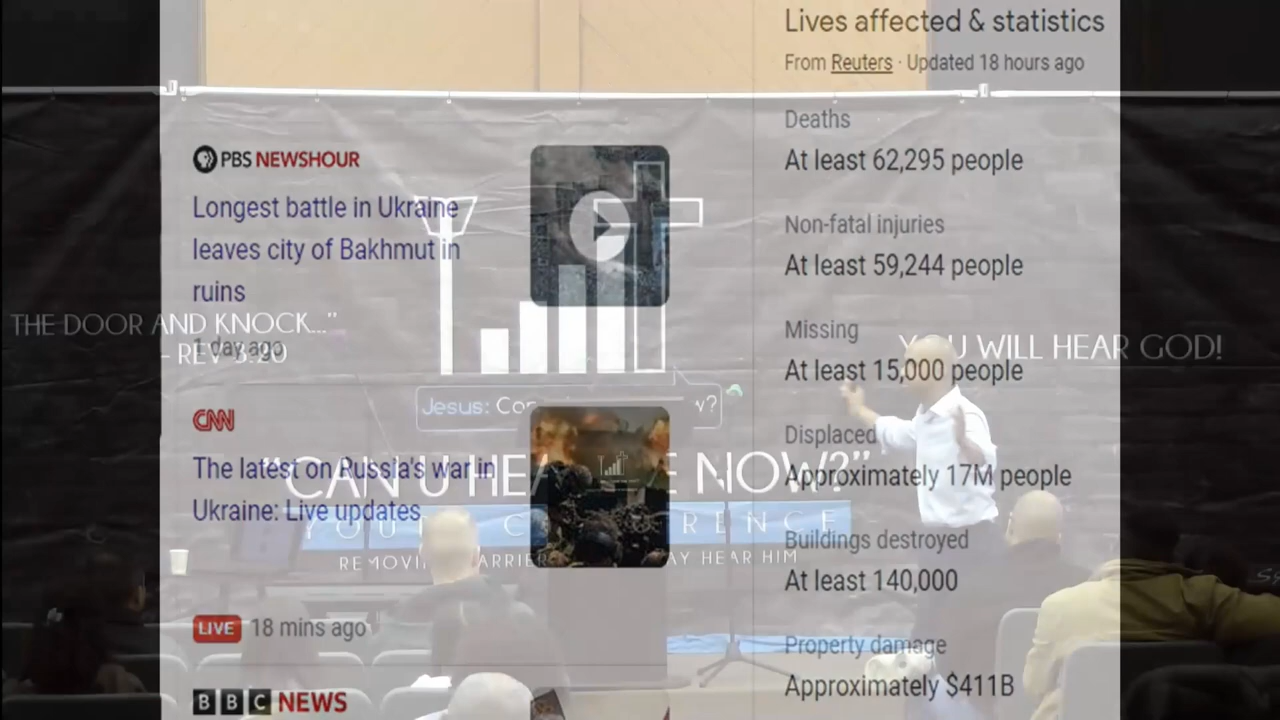 Lives affected & statistics
From Reuters · Updated 18 hours ago
Deaths
At least 62,295 people
Non-fatal injuries
At least 59,244 people
Missing
At least 15,000 people
Displaced
Approximately 17M people
Buildings destroyed
At least 140,000
Property damage
Approximately $411B
PBS NEWSHOUR
Longest battle in Ukraine
leaves city of Bakhmut in
ruins
1 day ago
CNN
The latest on Russia's war in
Ukraine: Live updates
LIVE 18 mins ago
BBC NEWS
THE DOOR AND KNOCK..."
- REV 3:20
Jesus:
"CAN U NOW?"
HEAR HIM
YOU WILL HEAR GOD!